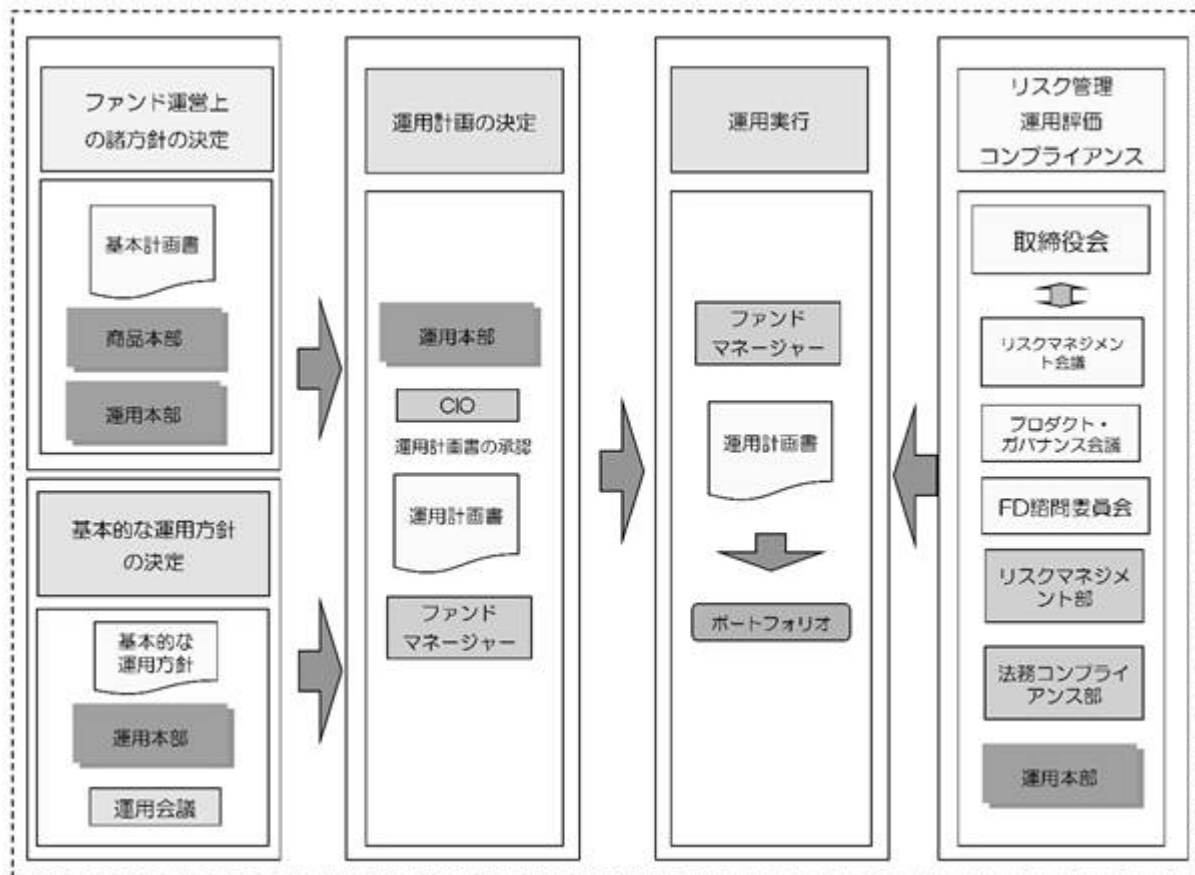 ファンド運営上
の諸方針の決定
基本計画書
商品本部
運用本部
基本的な運用方針
の決定
基本的な
運用方針
運用本部
運用会議
運用計画の決定
運用本部
CIO
運用計画書の承認
運用計画書
ファンド
マネージャー
運用実行
ファンド
マネージャー
運用計画書
ポートフォリオ
リスク管理
運用評価
コンプライアンス
取締役会
リスクマネジメン
ト会議
プロダクト・
ガバナンス会議
FD諮問委員会
リスクマネジメ
ント部
法務コンプライ
アンス部
運用本部